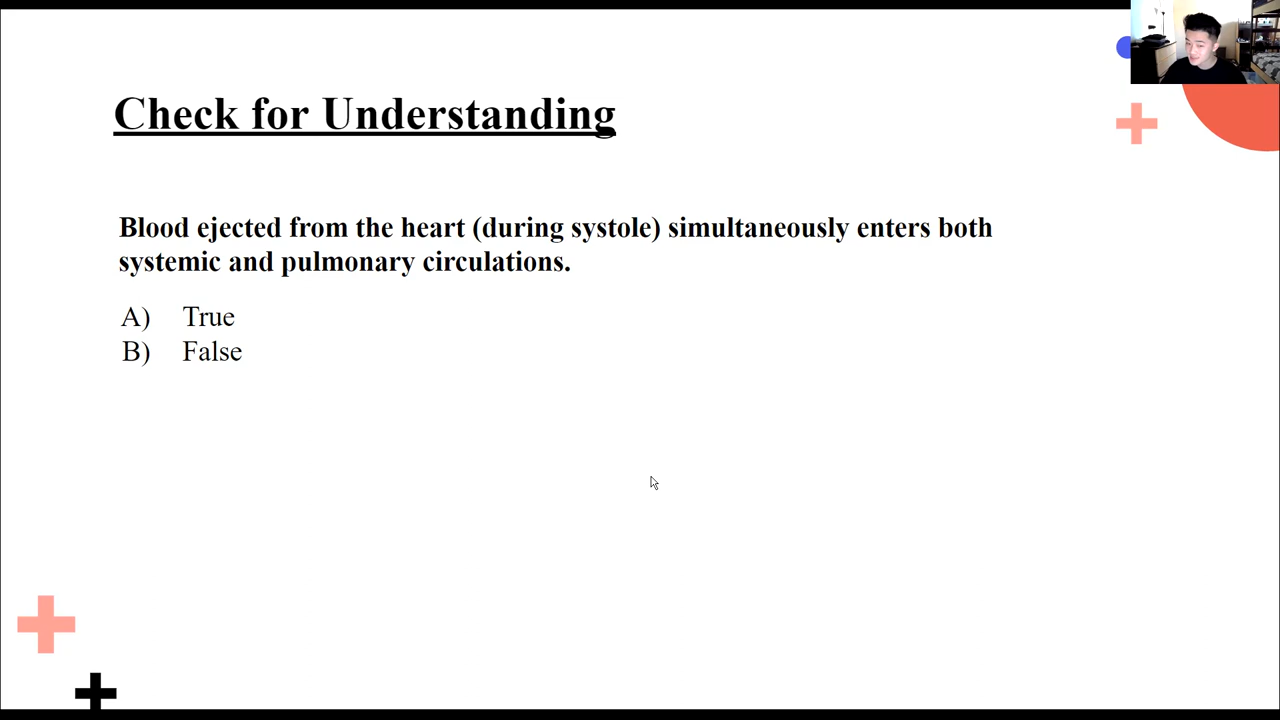 Check for Understanding
Blood ejected from the heart (during systole) simultaneously enters both
systemic and pulmonary circulations.
A) True
B) False